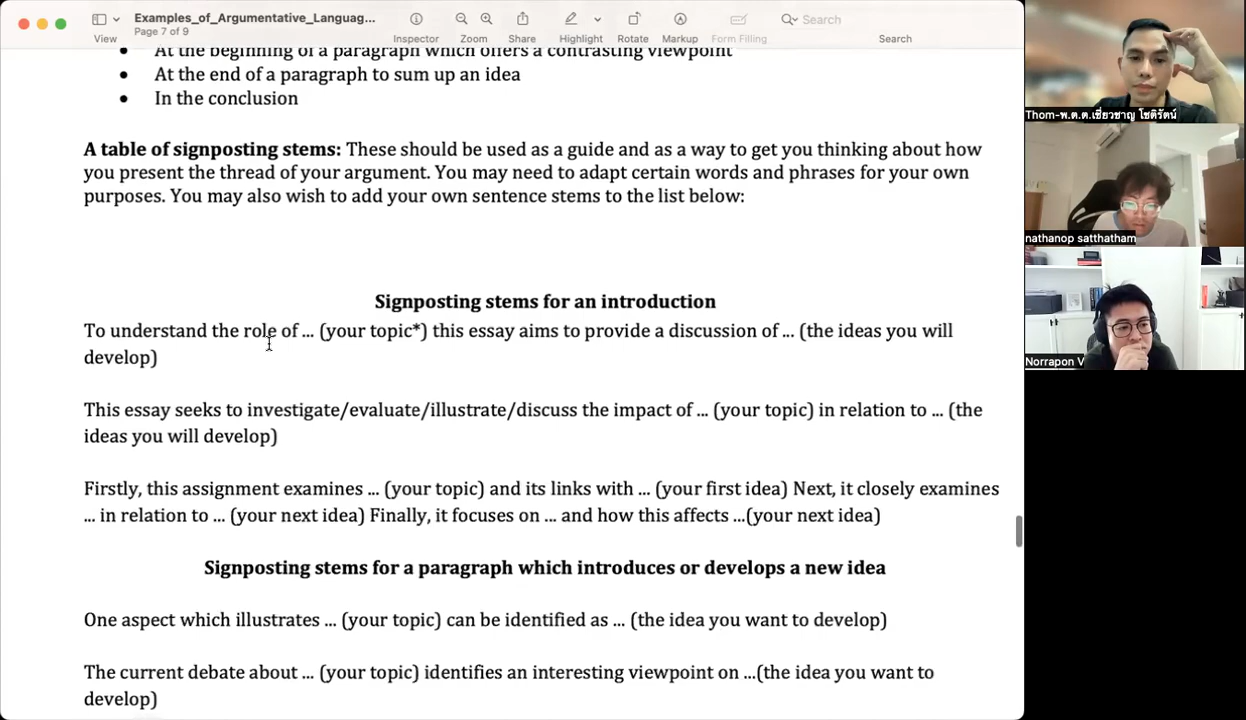 Examples_of_Argumentative_Languag...
Page 7 of 9
View
Inspector
Zoom
Share
Highlight
Rotate
Markup
Form Filling
Search
Search
• At the beginning of a paragraph which offers a contrasting viewpoint
• At the end of a paragraph to sum up an idea
• In the conclusion
A table of signposting stems: These should be used as a guide and as a way to get you thinking about how
you present the thread of your argument. You may need to adapt certain words and phrases for your own
purposes. You may also wish to add your own sentence stems to the list below:
Signposting stems for an introduction
To understand the role of ... (your topic*) this essay aims to provide a discussion of ... (the ideas you will
develop)
This essay seeks to investigate/evaluate/illustrate/discuss the impact of ... (your topic) in relation to ... (the
ideas you will develop)
Firstly, this assignment examines ... (your topic) and its links with ... (your first idea) Next, it closely examines
... in relation to ... (your next idea) Finally, it focuses on ... and how this affects ...(your next idea)
Signposting stems for a paragraph which introduces or develops a new idea
One aspect which illustrates ... (your topic) can be identified as ... (the idea you want to develop)
The current debate about ... (your topic) identifies an interesting viewpoint on ...(the idea you want to
develop)
Thom-พ.ต.ต.เชี่ยวชาญ โชติรัตน์
nathanop satthatham
Norrapon V